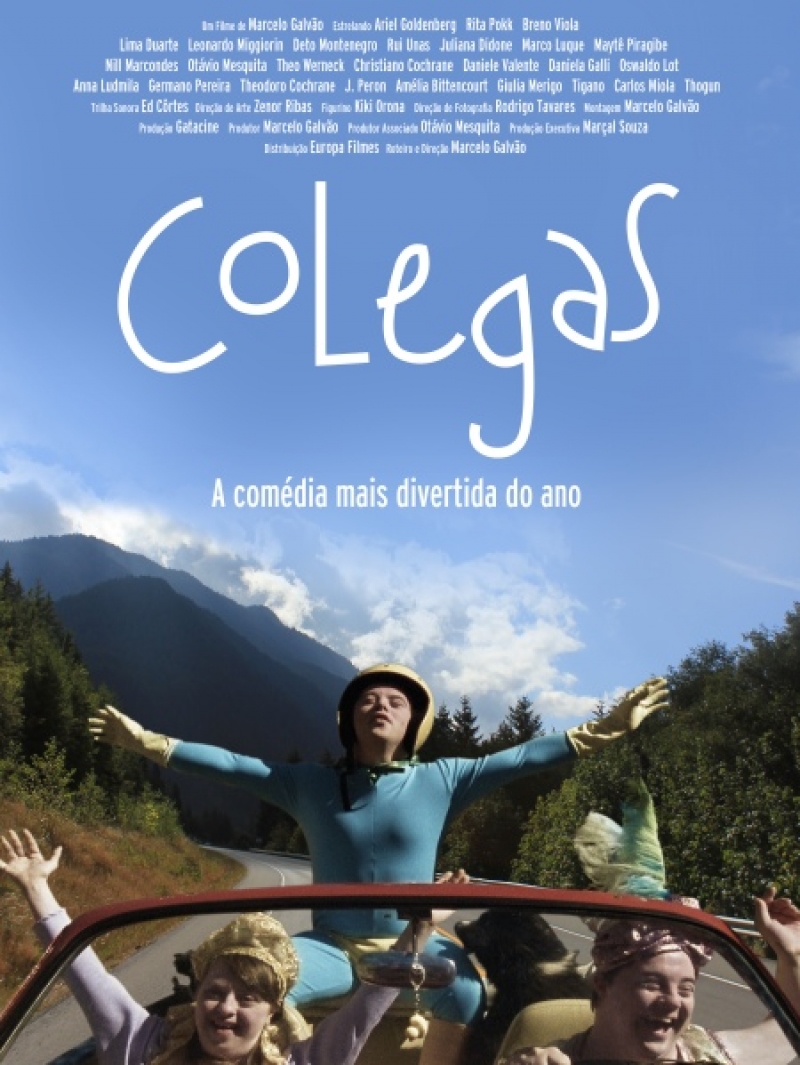 Um Filme de Marcelo Galvão Estrelando Ariel Goldenberg Rita Pokk Breno Viola
Lima Duarte Leonardo Miggiorin Deto Montenegro Rui Unas Juliana Didone Marco Luque Maytê Piragibe
Nill Marcondes Otávio Mesquita Theo Werneck Christiano Cochrane Daniele Valente Daniela Galli Oswaldo Lot
Anna Ludmila Germano Pereira Theodoro Cochrane J. Peron Amélia Bittencourt Giulia Merigo Tigano Carlos Miola Thogun
Trilha Sonora Ed Côrtes Direção de Arte Zenor Ribas Figurino Kiki Orona Direção de Fotografia Rodrigo Tavares Montagem Marcelo Galvão
Produção Gatacine Produtor Marcelo Galvão Produtor Associado Otávio Mesquita Produção Executiva Marçal Souza
Distribuição Europa Filmes Roteiro e Direção Marcelo Galvão
Colegas
A comédia mais divertida do ano